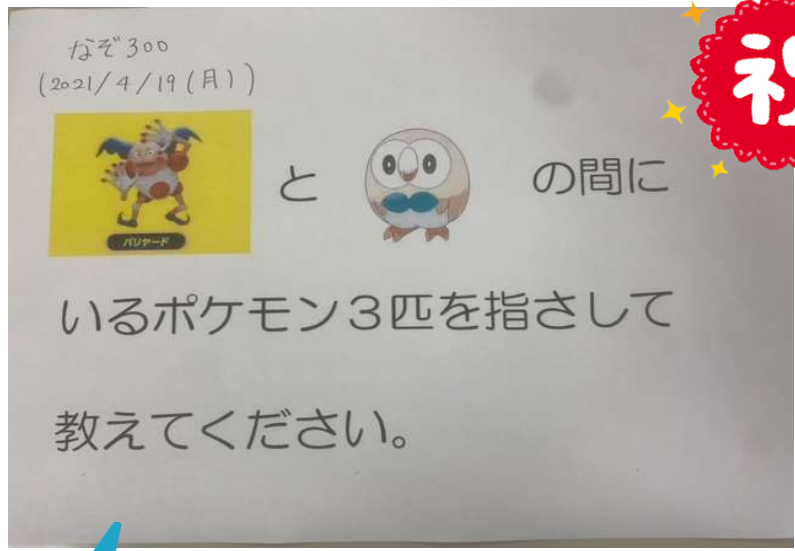 なぞ300
(2021/4/19(月))
バリヤード
と の間に
いるポケモン3匹を指さして
教えてください。
祝